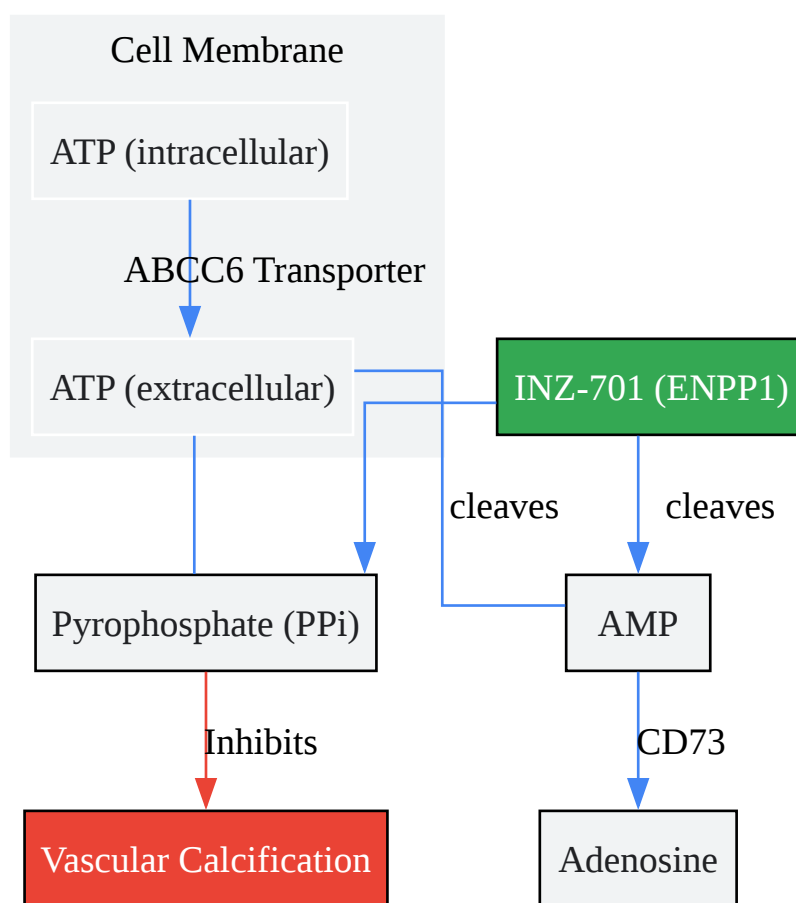 Cell Membrane
ATP (intracellular)
ABCC6 Transporter
ATP (extracellular)
INZ-701 (ENPP1)
cleaves
cleaves
Pyrophosphate (PPi)
AMP
Inhibits
CD73
Vascular Calcification
Adenosine